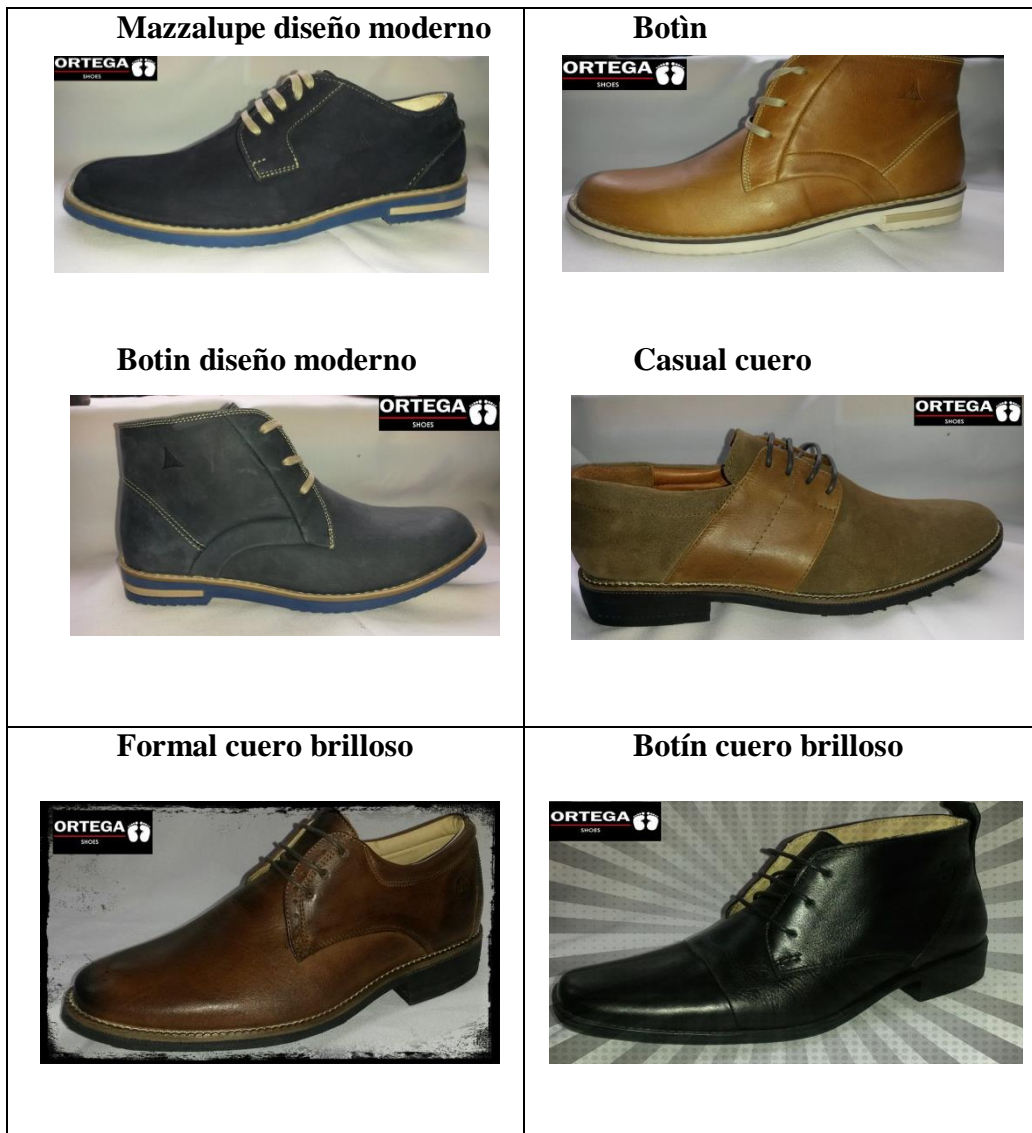 Mazzalupe diseño moderno
Botìn
ORTEGA
SHOES
ORTEGA
SHOES
Botin diseño moderno
Casual cuero
ORTEGA
SHOES
ORTEGA
SHOES
Formal cuero brilloso
Botín cuero brilloso
ORTEGA
SHOES
ORTEGA
SHOES